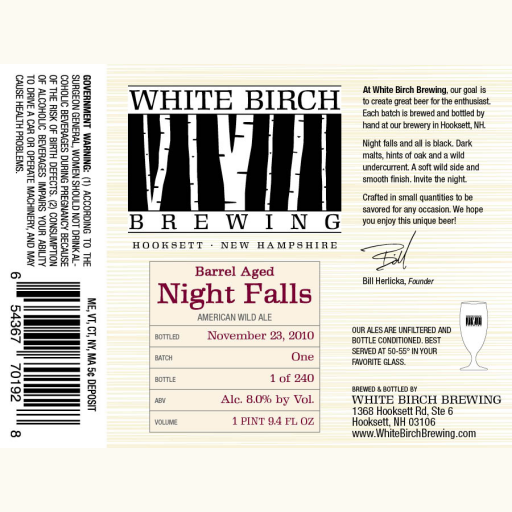 GOVERNMENT WARNING: (1) ACCORDING TO THE
SURGEON GENERAL, WOMEN SHOULD NOT DRINK AL-
COHOLIC BEVERAGES DURING PREGNANCY BECAUSE
OF THE RISK OF BIRTH DEFECTS. (2) CONSUMPTION
OF ALCOHOLIC BEVERAGES IMPAIRS YOUR ABILITY
TO DRIVE A CAR OR OPERATE MACHINERY, AND MAY
CAUSE HEALTH PROBLEMS.
ME, VT, CT, NY, MA 5¢ DEPOSIT
6 54367 70192 8
WHITE BIRCH
BREWING
HOOKSETT · NEW HAMPSHIRE
Barrel Aged
Night Falls
AMERICAN WILD ALE
BOTTLED November 23, 2010
BATCH One
BOTTLE 1 of 240
ABV Alc. 8.0% by Vol.
VOLUME 1 PINT 9.4 FL OZ
At White Birch Brewing, our goal is
to create great beer for the enthusiast.
Each batch is brewed and bottled by
hand at our brewery in Hooksett, NH.
Night falls and all is black. Dark
malts, hints of oak and a wild
undercurrent. A soft wild side and
smooth finish. Invite the night.
Crafted in small quantities to be
savored for any occasion. We hope
you enjoy this unique beer!
Bill
Bill Herlicka, Founder
OUR ALES ARE UNFILTERED AND
BOTTLE CONDITIONED. BEST
SERVED AT 50-55° IN YOUR
FAVORITE GLASS.
BREWED & BOTTLED BY
WHITE BIRCH BREWING
1368 Hooksett Rd, Ste 6
Hooksett, NH 03106
www.WhiteBirchBrewing.com